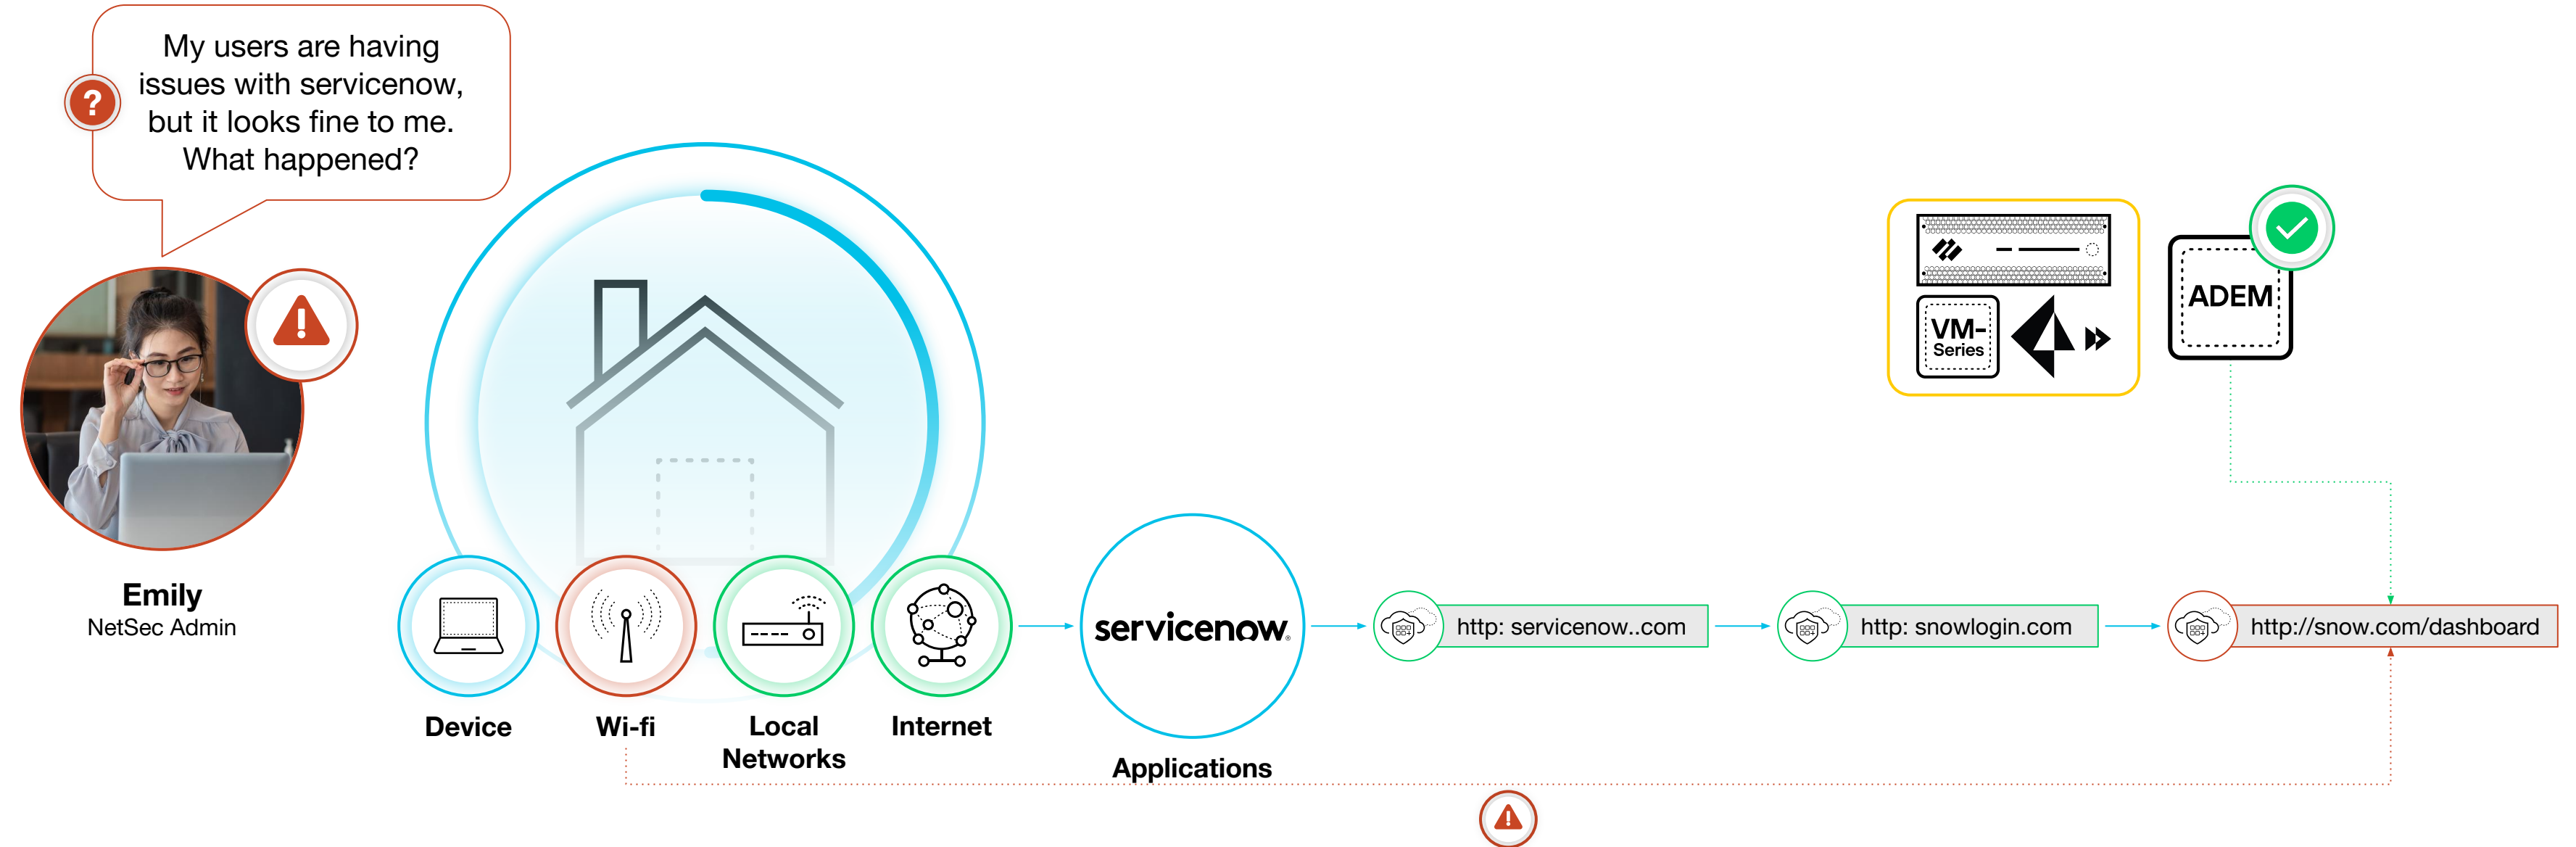 My users are having
issues with servicenow,
but it looks fine to me.
What happened?
?
Emily
NetSec Admin
Device
Wi-fi
Local
Networks
Internet
servicenow®
Applications
http: servicenow..com
http: snowlogin.com
http://snow.com/dashboard
VM-
Series
ADEM